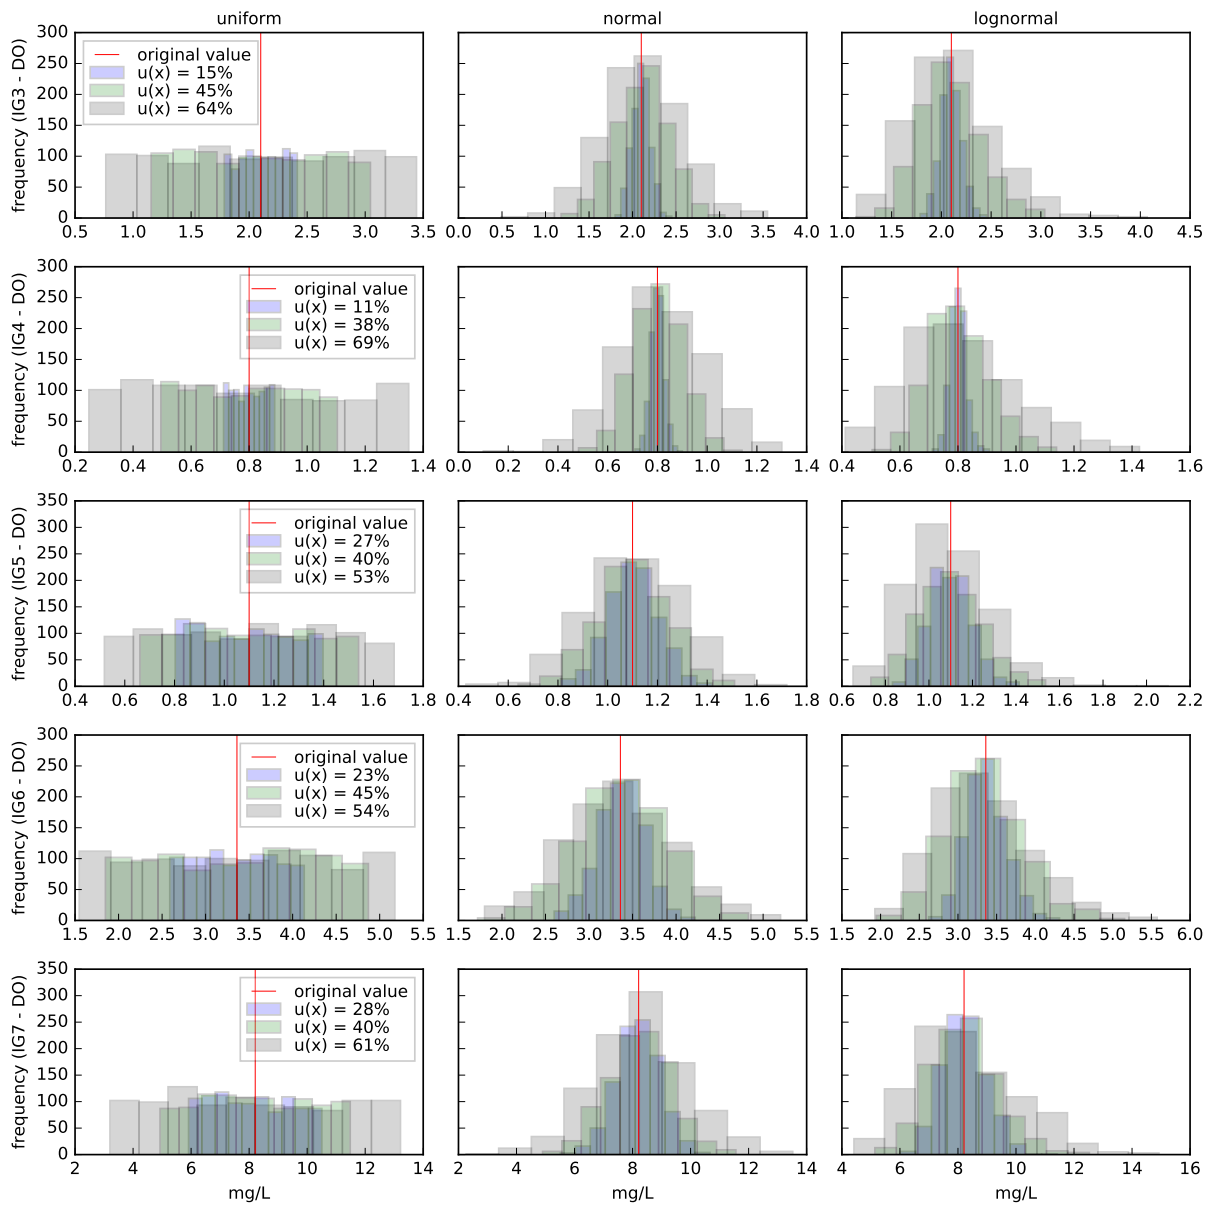 uniform
normal
lognormal
frequency (IG3 - DO)
300
250
200
150
100
50
0
original value
u(x) = 15%
u(x) = 45%
u(x) = 64%
0.5 1.0 1.5 2.0 2.5 3.0 3.5
0.0 0.5 1.0 1.5 2.0 2.5 3.0 3.5 4.0
1.0 1.5 2.0 2.5 3.0 3.5 4.0 4.5
frequency (IG4 - DO)
300
250
200
150
100
50
0
original value
u(x) = 11%
u(x) = 38%
u(x) = 69%
0.2 0.4 0.6 0.8 1.0 1.2 1.4
0.0 0.2 0.4 0.6 0.8 1.0 1.2 1.4
0.4 0.6 0.8 1.0 1.2 1.4 1.6
frequency (IG5 - DO)
350
300
250
200
150
100
50
0
original value
u(x) = 27%
u(x) = 40%
u(x) = 53%
0.4 0.6 0.8 1.0 1.2 1.4 1.6 1.8
0.4 0.6 0.8 1.0 1.2 1.4 1.6 1.8
0.6 0.8 1.0 1.2 1.4 1.6 1.8 2.0 2.2
frequency (IG6 - DO)
300
250
200
150
100
50
0
original value
u(x) = 23%
u(x) = 45%
u(x) = 54%
1.5 2.0 2.5 3.0 3.5 4.0 4.5 5.0 5.5
1.5 2.0 2.5 3.0 3.5 4.0 4.5 5.0 5.5
1.5 2.0 2.5 3.0 3.5 4.0 4.5 5.0 5.5 6.0
frequency (IG7 - DO)
350
300
250
200
150
100
50
0
original value
u(x) = 28%
u(x) = 40%
u(x) = 61%
2 4 6 8 10 12 14
2 4 6 8 10 12 14
4 6 8 10 12 14 16
mg/L
mg/L
mg/L